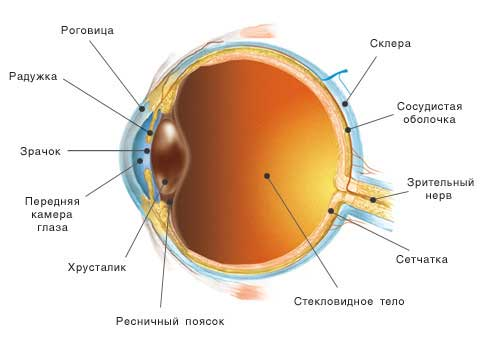 Роговица
Радужка
Зрачок
Передняя
камера
глаза
Хрусталик
Ресничный поясок
Склера
Сосудистая
оболочка
Зрительный
нерв
Сетчатка
Стекловидное тело